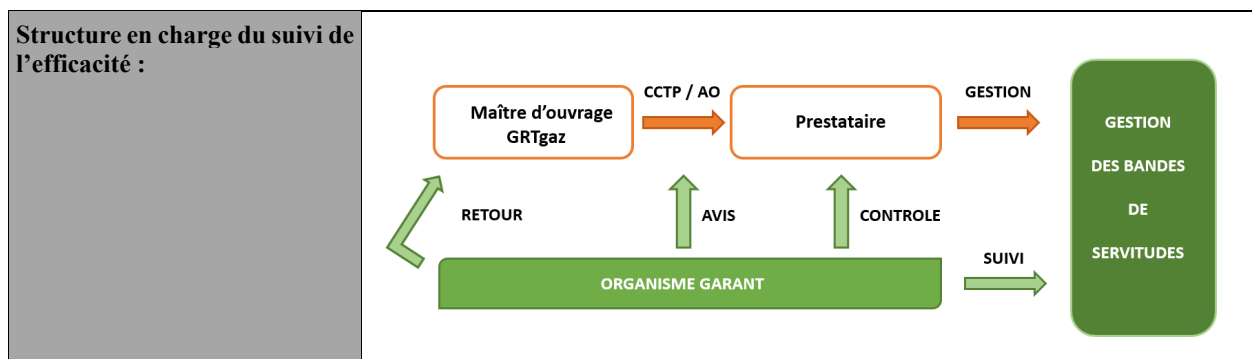 Structure en charge du suivi de
l’efficacité :
CCTP / AO
GESTION
Maître d’ouvrage
GRTgaz
Prestataire
GESTION
DES BANDES
DE
SERVITUDES
RETOUR
AVIS
CONTROLE
SUIVI
ORGANISME GARANT